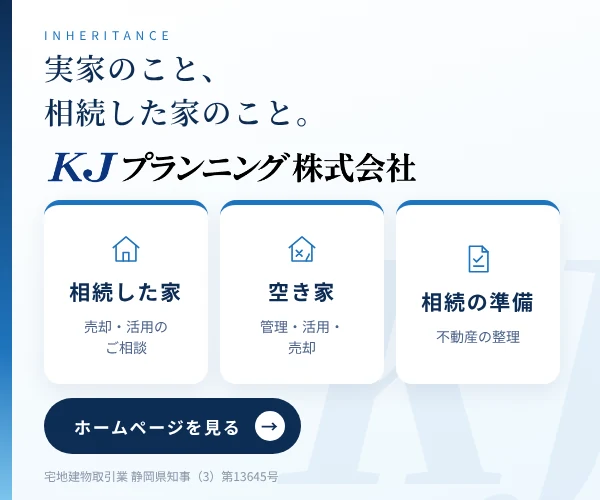 INHERITANCE
実家のこと、
相続した家のこと。
KJプランニング株式会社
相続した家
売却・活用の
ご相談
空き家
管理・活用・
売却
相続の準備
不動産の整理
ホームページを見る
宅地建物取引業 静岡県知事（3）第13645号